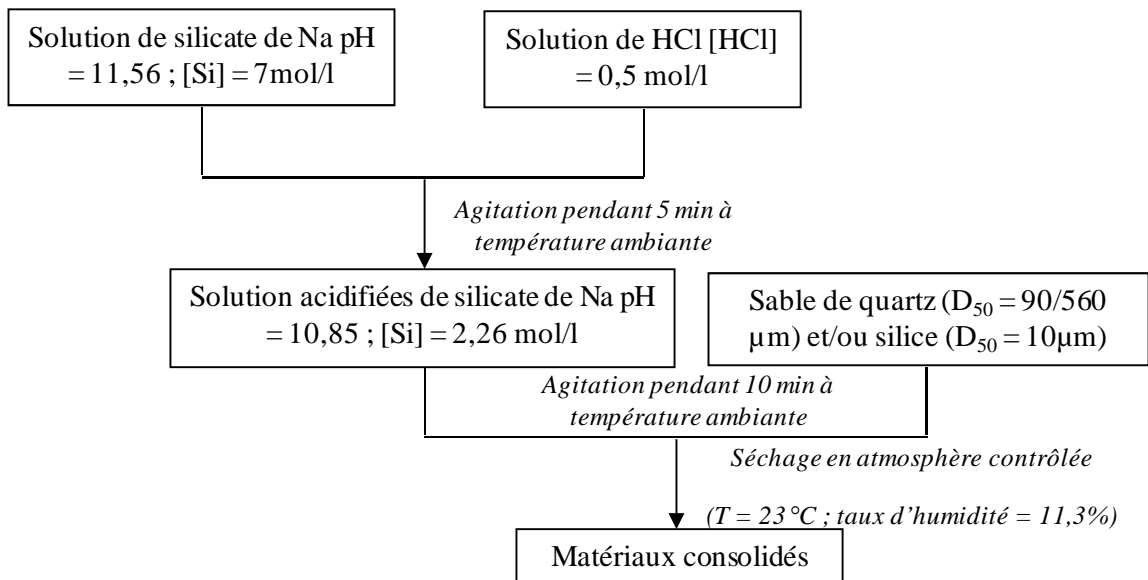 Solution de silicate de Na pH
= 11,56 ; [Si] = 7mol/l
Solution de HCl [HCl]
= 0,5 mol/l
Agitation pendant 5 min à
température ambiante
Solution acidifiées de silicate de Na pH
= 10,85 ; [Si] = 2,26 mol/l
Sable de quartz (D₅₀ = 90/560
µm) et/ou silice (D₅₀ = 10µm)
Agitation pendant 10 min à
température ambiante
Séchage en atmosphère contrôlée
(T = 23°C ; taux d’humidité = 11,3%)
Matériaux consolidés